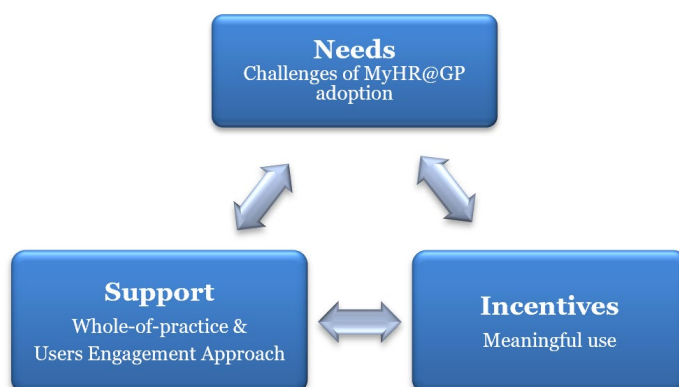 Needs
Challenges of MyHR@GP
adoption
Support
Whole-of-practice &
Users Engagement Approach
Incentives
Meaningful use